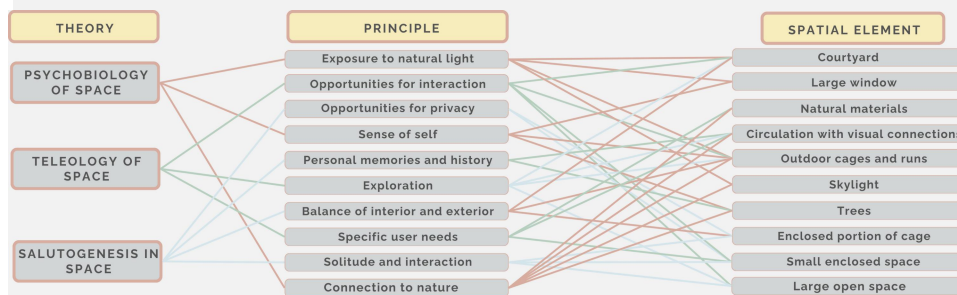 THEORY
PRINCIPLE
SPATIAL ELEMENT
PSYCHOBIOLOGY
OF SPACE
TELEOLOGY OF
SPACE
SALUTOGENESIS IN
SPACE
Exposure to natural light
Opportunities for interaction
Opportunities for privacy
Sense of self
Personal memories and history
Exploration
Balance of interior and exterior
Specific user needs
Solitude and interaction
Connection to nature
Courtyard
Large window
Natural materials
Circulation with visual connections
Outdoor cages and runs
Skylight
Trees
Enclosed portion of cage
Small enclosed space
Large open space